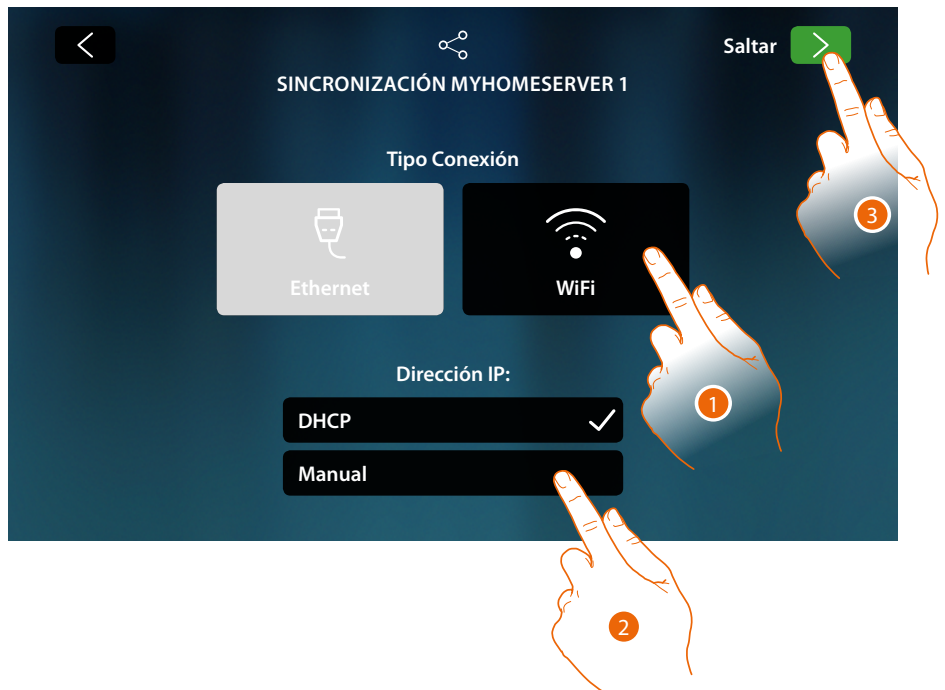 Saltar
SINCRONIZACIÓN MYHOMESERVER 1
Tipo Conexión
Ethernet
WiFi
Dirección IP:
DHCP
Manual
1
2
3